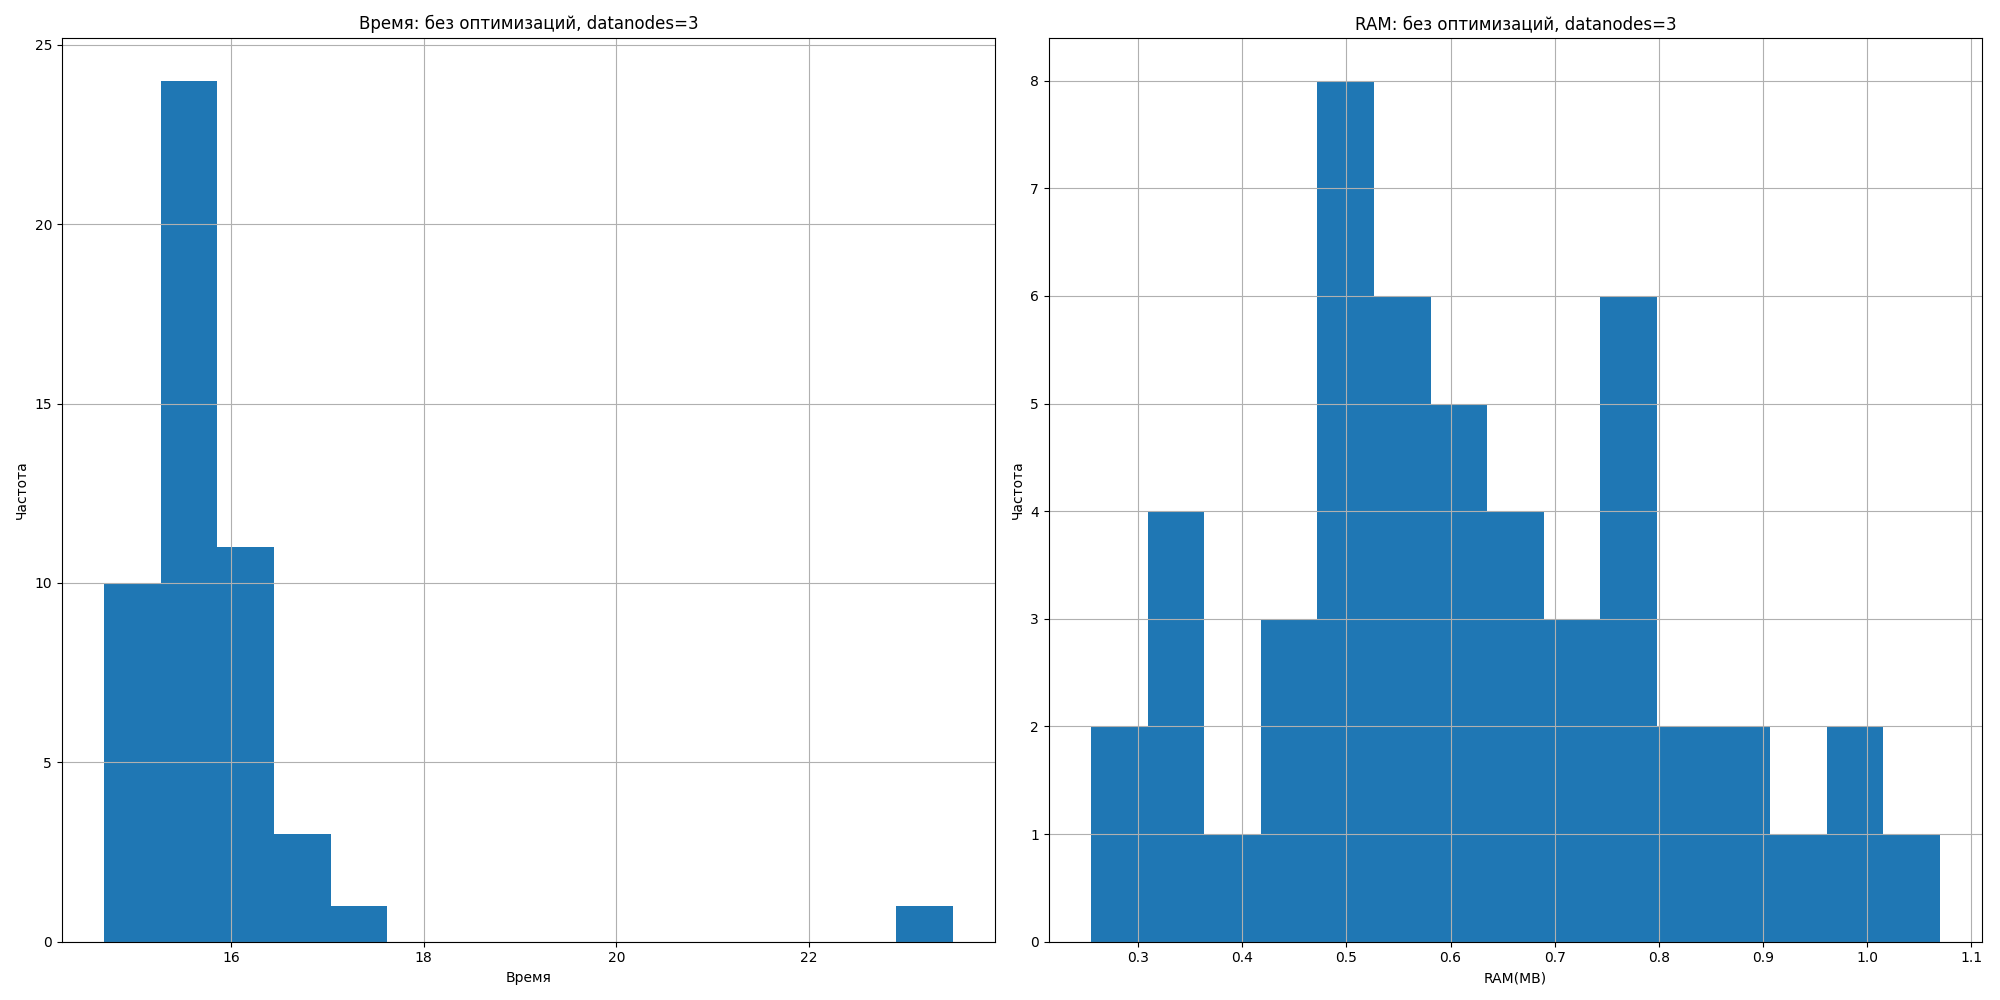 Время: без оптимизаций, datanodes=3
25
20
15
10
5
0
Частота
16 18 20 22
Время
RAM: без оптимизаций, datanodes=3
8
7
6
5
4
3
2
1
0
Частота
0.3 0.4 0.5 0.6 0.7 0.8 0.9 1.0 1.1
RAM(MB)